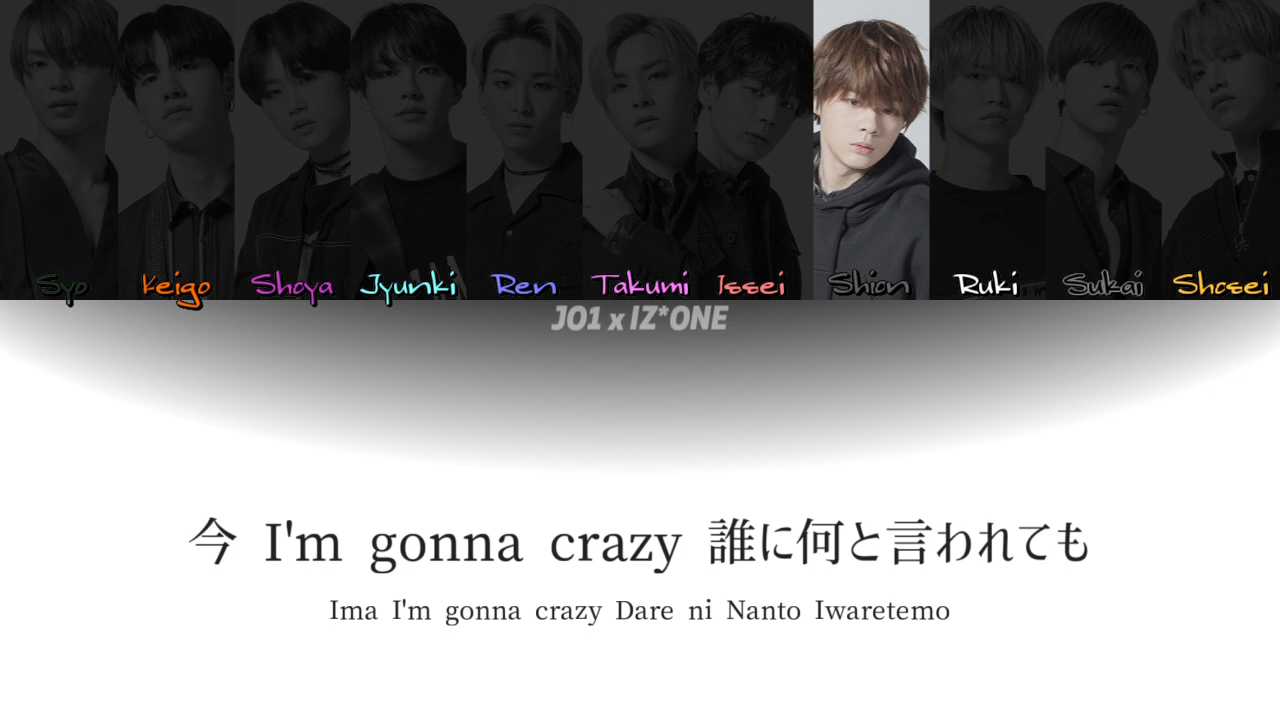 Syo Keigo Shoya Jyunki Ren Takumi Issei Shion Ruki Sukai Shosei
JO1 x IZ*ONE
今 I'm gonna crazy 誰に何と言われても
Ima I'm gonna crazy Dare ni Nanto Iwaretemo